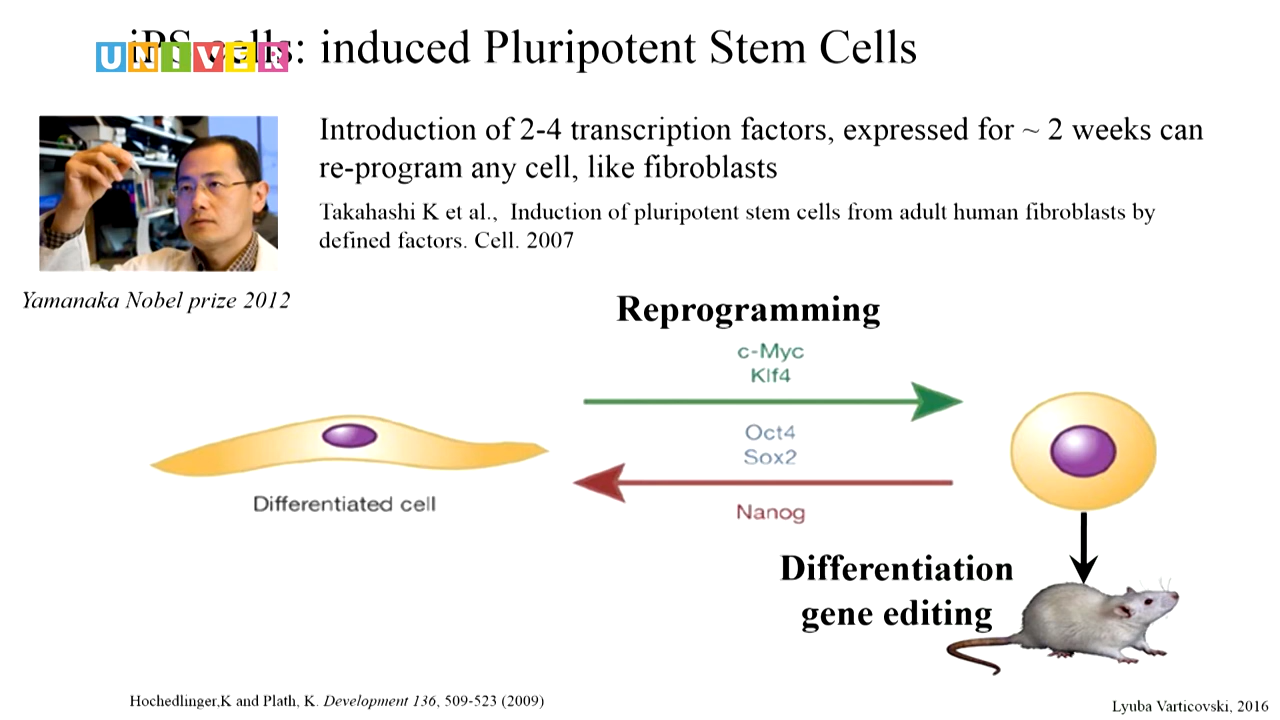 iPS cells: induced Pluripotent Stem Cells
UNIVER
Introduction of 2-4 transcription factors, expressed for ~ 2 weeks can
re-program any cell, like fibroblasts
Takahashi K et al., Induction of pluripotent stem cells from adult human fibroblasts by
defined factors. Cell. 2007
Yamanaka Nobel prize 2012
Reprogramming
c-Myc
Klf4
Oct4
Sox2
Nanog
Differentiated cell
Differentiation
gene editing
Hochedlinger,K and Plath, K. Development 136, 509-523 (2009)
Lyuba Varticovski, 2016